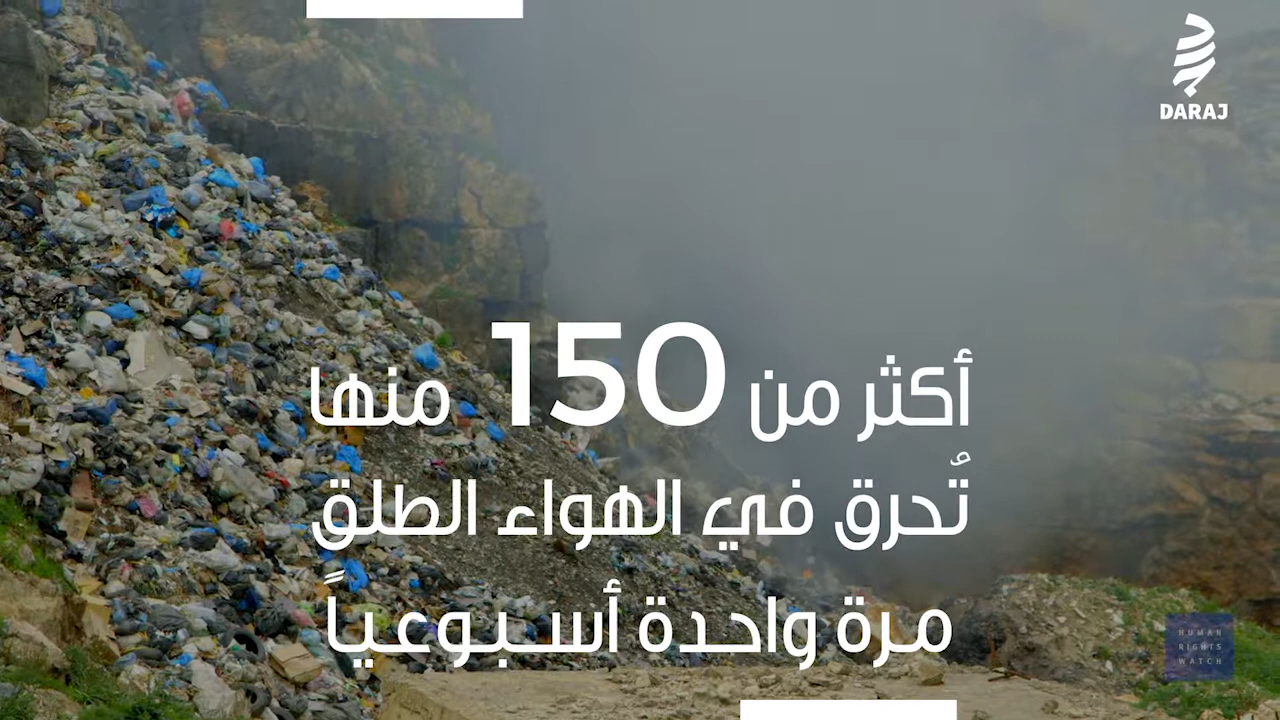 DARAJ
أكثر من 150 منها
تُحرق في الهواء الطلق
مرة واحدة أسبوعياً
HUMAN
RIGHTS
WATCH